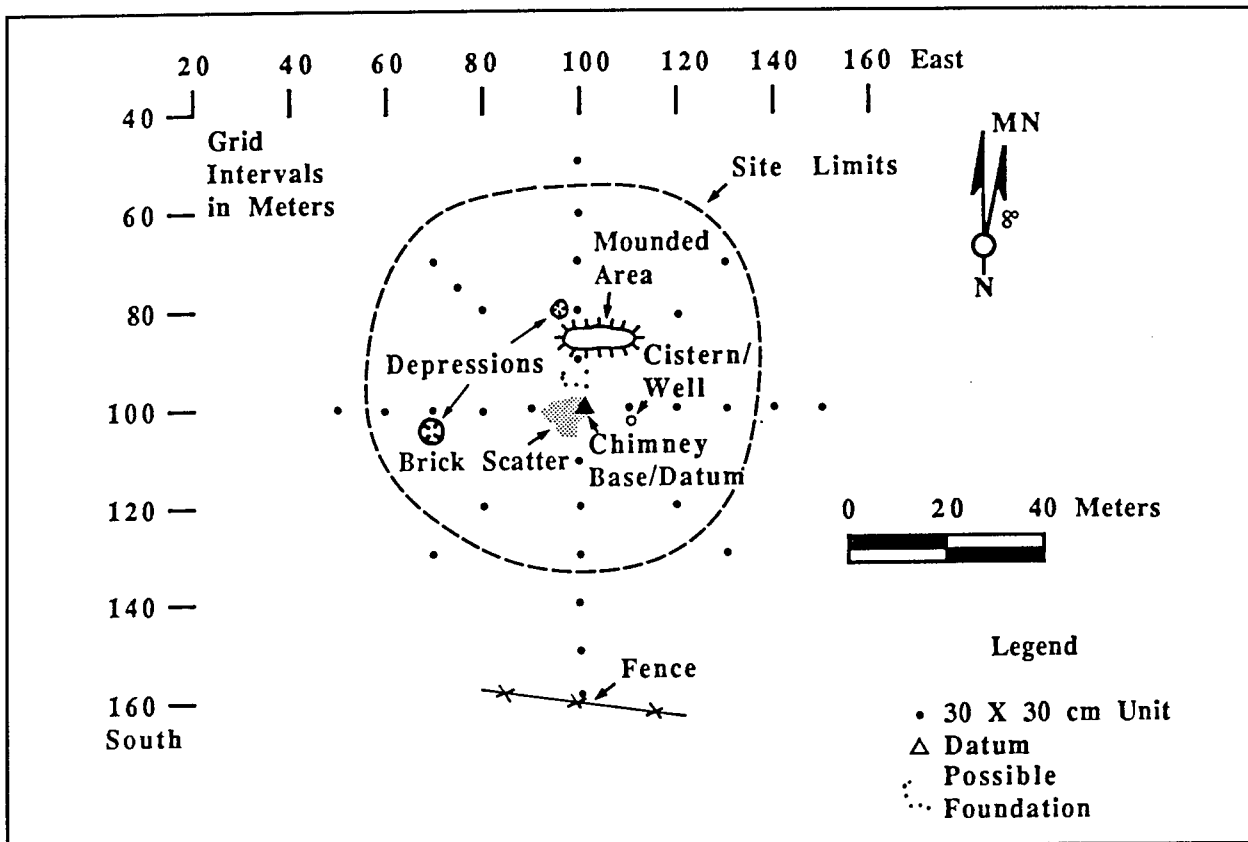 20 40 60 80 100 120 140 160 East
40
Grid
Intervals
in Meters
MN
Site Limits
60
8°
Mounded
Area
N
80
Depressions
Cistern/
Well
100
Brick Scatter
Chimney
Base/Datum
120
0 20 40 Meters
140
Legend
Fence
160
South
30 X 30 cm Unit
Datum
Possible
Foundation